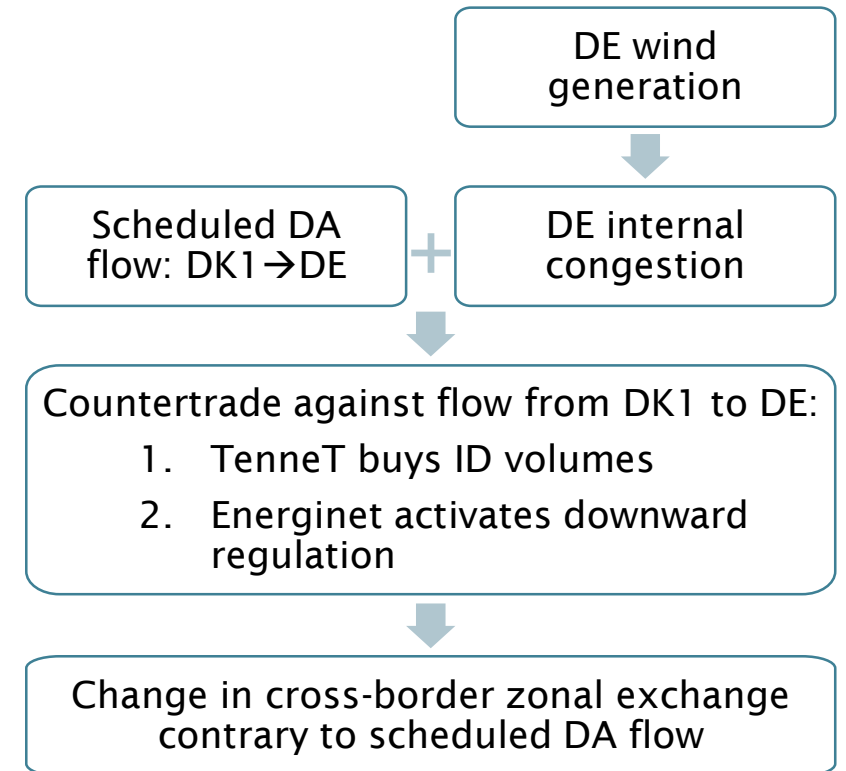 DE wind
generation
Scheduled DA
flow: DK1→DE
+
DE internal
congestion
Countertrade against flow from DK1 to DE:
1. TenneT buys ID volumes
2. Energinet activates downward
regulation
Change in cross-border zonal exchange
contrary to scheduled DA flow